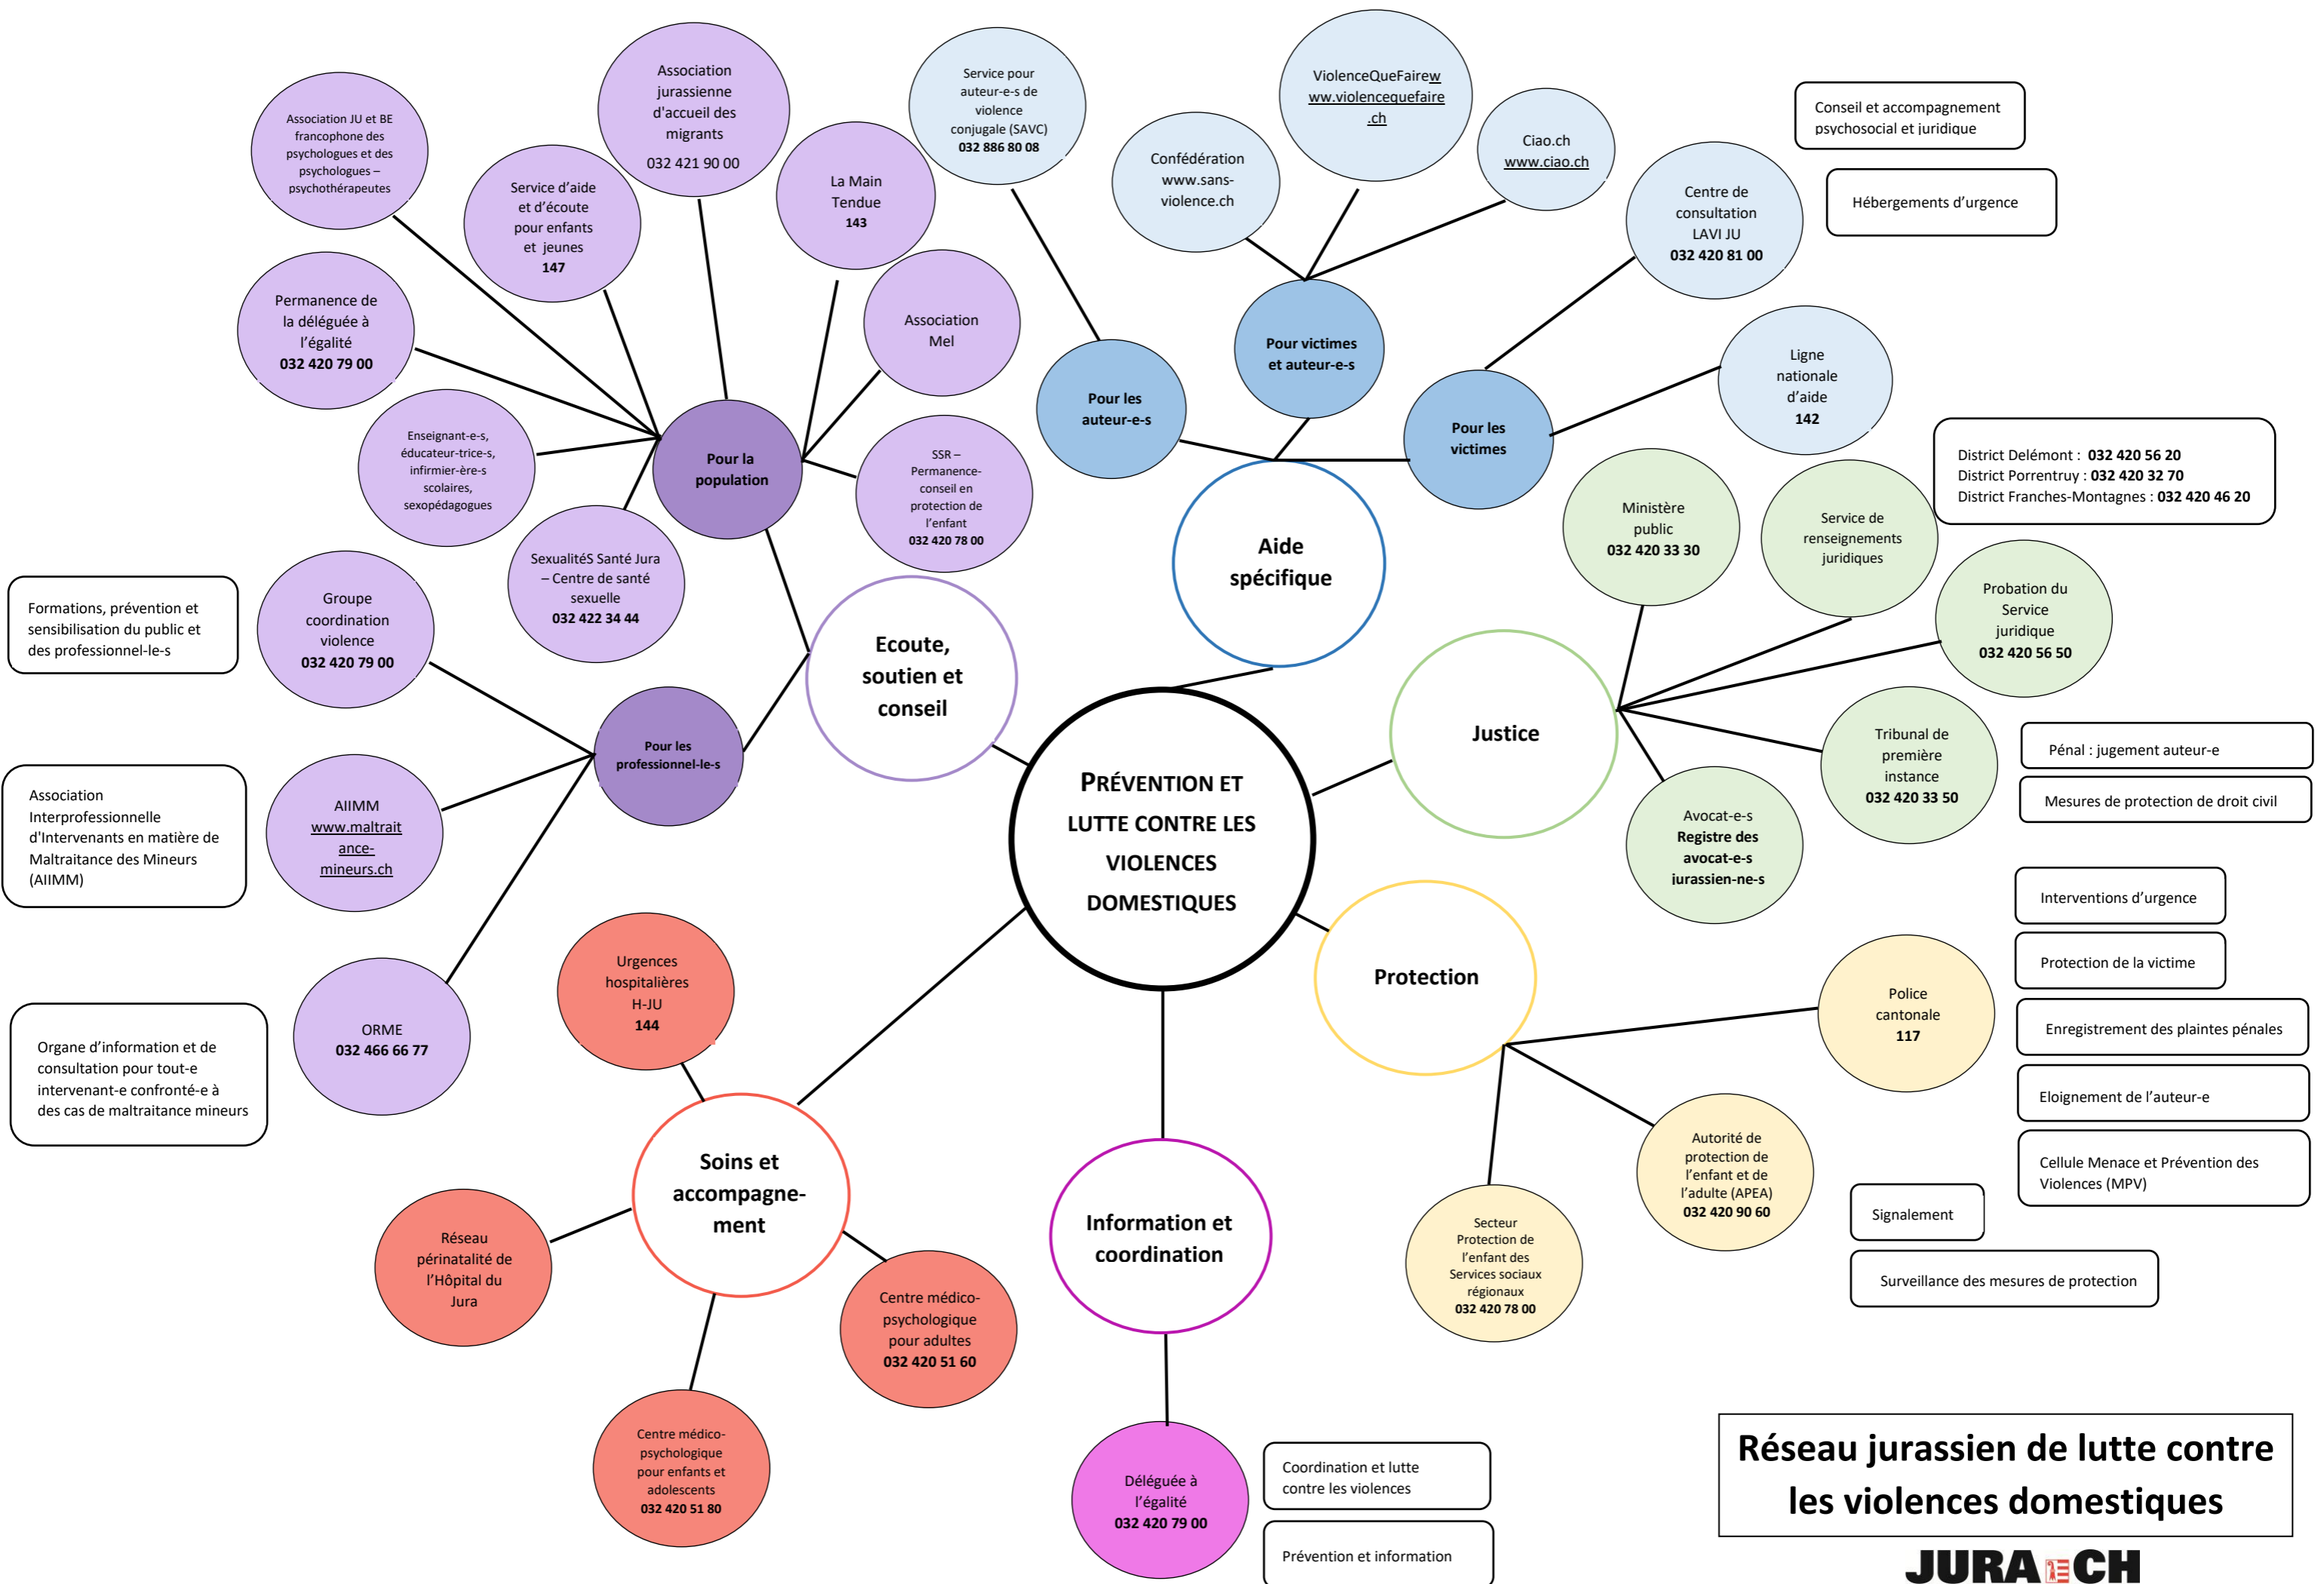 Association JU et BE
francophone des
psychologues et des
psychologues –
psychothérapeutes
Association
jurassienne
d'accueil des
migrants
032 421 90 00
Service d’aide
et d’écoute
pour enfants
et jeunes
147
La Main
Tendue
143
Permanence de
la déléguée à
l’égalité
032 420 79 00
Association
Mel
Enseignant-e-s,
éducateur-trice-s,
infirmier-ère-s
scolaires,
sexopédagogues
Pour la
population
SSR –
Permanence-
conseil en
protection de
l’enfant
032 420 78 00
SexualitéS Santé Jura
– Centre de santé
sexuelle
032 422 34 44
Service pour
auteur-e-s de
violence
conjugale (SAVC)
032 886 80 08
Confédération
www.sans-
violence.ch
ViolenceQueFairew
ww.violencequefaire
.ch
Ciao.ch
www.ciao.ch
Centre de
consultation
LAVI JU
032 420 81 00
Conseil et accompagnement
psychosocial et juridique
Hébergements d’urgence
Pour les
auteur-e-s
Pour victimes
et auteur-e-s
Pour les
victimes
Ligne
nationale
d’aide
142
Aide
spécifique
Ministère
public
032 420 33 30
Service de
renseignements
juridiques
District Delémont : 032 420 56 20
District Porrentruy : 032 420 32 70
District Franches-Montagnes : 032 420 46 20
Probation du
Service
juridique
032 420 56 50
Justice
Tribunal de
première
instance
032 420 33 50
Pénal : jugement auteur-e
Mesures de protection de droit civil
Avocat-e-s
Registre des
avocat-e-s
jurassien-ne-s
Formations, prévention et
sensibilisation du public et
des professionnel-le-s
Groupe
coordination
violence
032 420 79 00
Ecoute,
soutien et
conseil
Pour les
professionnel-le-s
Association
Interprofessionnelle
d'Intervenants en matière de
Maltraitance des Mineurs
(AIIMM)
AIIMM
www.maltrait
ance-
mineurs.ch
Organe d’information et de
consultation pour tout-e
intervenant-e confronté-e à
des cas de maltraitance mineurs
ORME
032 466 66 77
PRÉVENTION ET
LUTTE CONTRE LES
VIOLENCES
DOMESTIQUES
Protection
Police
cantonale
117
Interventions d’urgence
Protection de la victime
Enregistrement des plaintes pénales
Eloignement de l’auteur-e
Cellule Menace et Prévention des
Violences (MPV)
Autorité de
protection de
l’enfant et de
l’adulte (APEA)
032 420 90 60
Signalement
Surveillance des mesures de protection
Secteur
Protection de
l’enfant des
Services sociaux
régionaux
032 420 78 00
Urgences
hospitalières
H-JU
144
Soins et
accompagne-
ment
Réseau
périnatalité de
l’Hôpital du
Jura
Centre médico-
psychologique
pour adultes
032 420 51 60
Centre médico-
psychologique
pour enfants et
adolescents
032 420 51 80
Information et
coordination
Déléguée à
l’égalité
032 420 79 00
Coordination et lutte
contre les violences
Prévention et information
Réseau jurassien de lutte contre
les violences domestiques
JURA CH